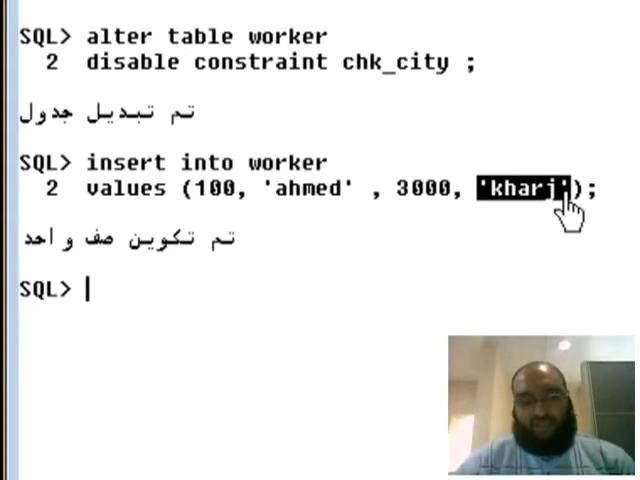 SQL> alter table worker
2 disable constraint chk_city ;
تم تبديل جدول
SQL> insert into worker
2 values (100, 'ahmed' , 3000, 'kharj');
تم تكوين صف واحد
SQL>